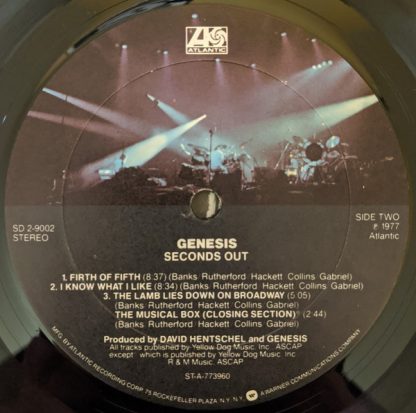 ATLANTIC
SD 2-9002
STEREO
SIDE TWO
℗ 1977
Atlantic
GENESIS
SECONDS OUT
1. FIRTH OF FIFTH (8:37) (Banks Rutherford Hackett Collins Gabriel)
2. I KNOW WHAT I LIKE (8:34) (Banks Rutherford Hackett Collins Gabriel)
3. THE LAMB LIES DOWN ON BROADWAY (5:05)
(Banks Rutherford Hackett Collins Gabriel)
THE MUSICAL BOX (CLOSING SECTION)* (2:44)
(Banks Rutherford Hackett Collins Gabriel)
Produced by DAVID HENTSCHEL and GENESIS
All tracks published by Yellow Dog Music, Inc.
except which is published by Yellow Dog Music, Inc.
R & M Music, ASCAP
ST-A-773960
MFG. BY ATLANTIC RECORDING CORP. 75 ROCKEFELLER PLAZA, N.Y. N.Y. A WARNER COMMUNICATIONS COMPANY